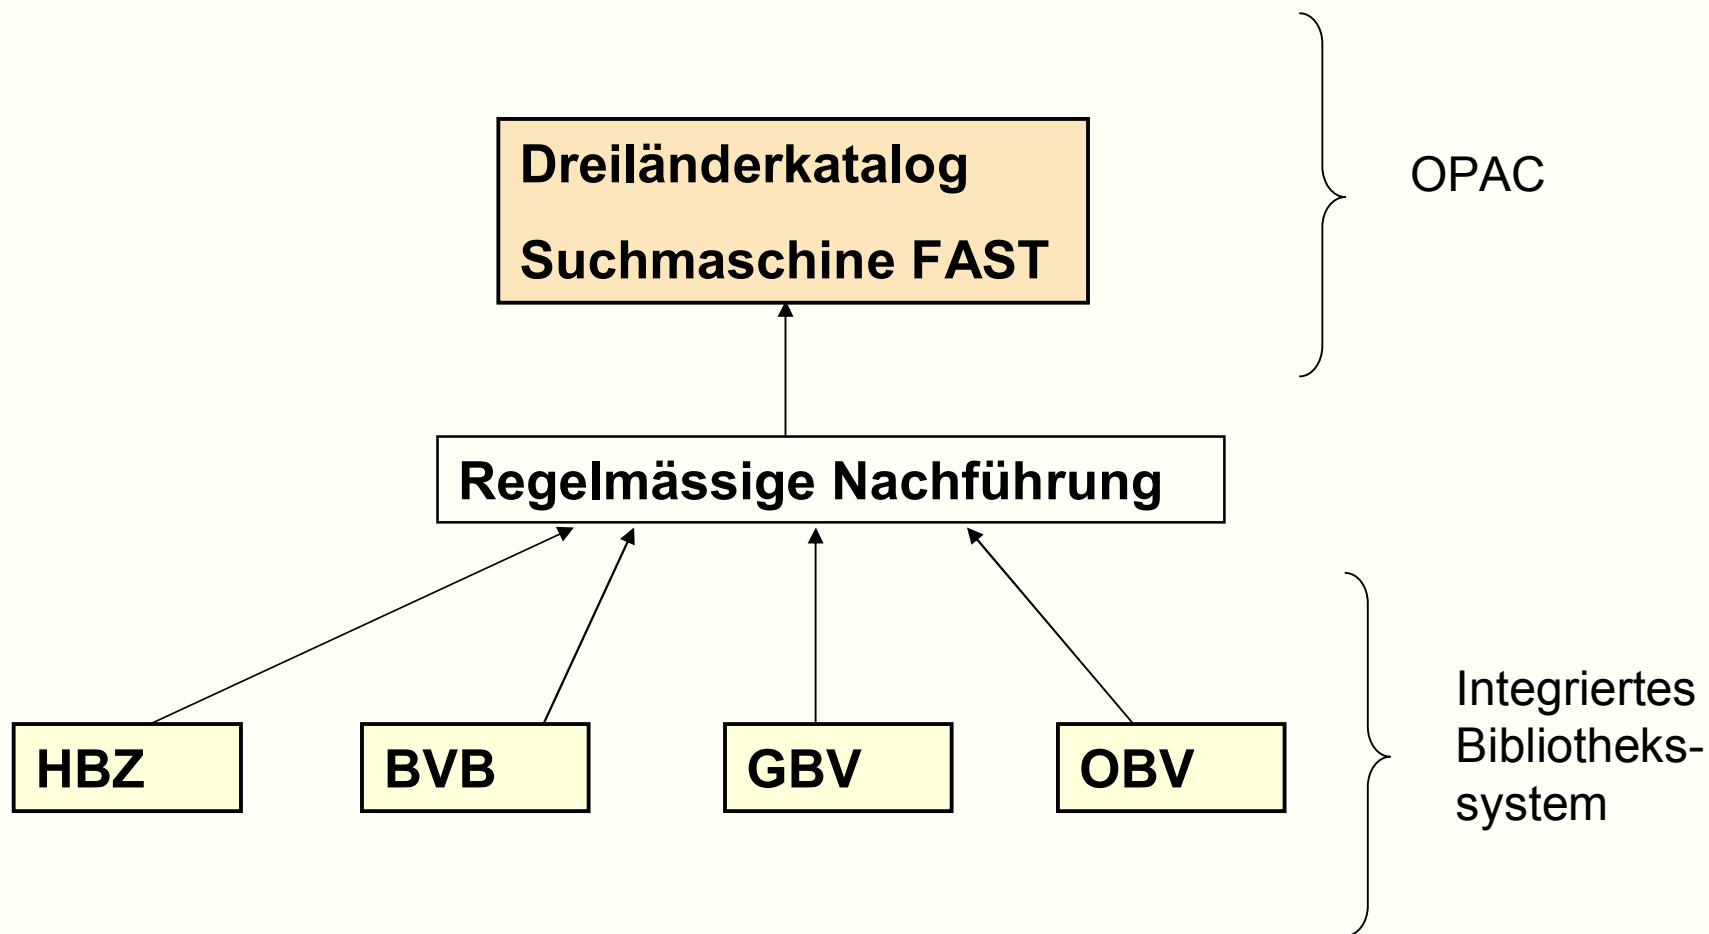 Dreiländerkatalog
Suchmaschine FAST
OPAC
Regelmässige Nachführung
HBZ
BVB
GBV
OBV
Integriertes
Bibliotheks-
system